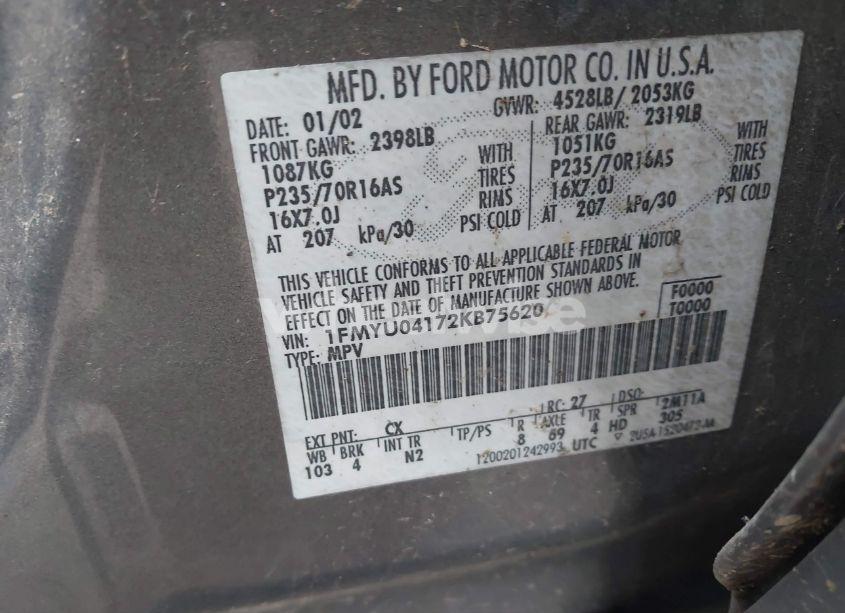 MFD. BY FORD MOTOR CO. IN U.S.A.
DATE: 01/02 GVWR: 4528LB/ 2053KG
FRONT GAWR: 2398LB REAR GAWR: 2319LB
1087KG WITH 1051KG WITH
P235/70R16AS TIRES P235/70R16AS TIRES
16X7.0J RIMS 16X7.0J RIMS
AT 207 kPa/30 PSI COLD AT 207 kPa/30 PSI COLD
THIS VEHICLE CONFORMS TO ALL APPLICABLE FEDERAL MOTOR
VEHICLE SAFETY AND THEFT PREVENTION STANDARDS IN
EFFECT ON THE DATE OF MANUFACTURE SHOWN ABOVE.
VIN: 1FMYU04172KB75620 F0000
TYPE: MPV T0000
EXT PNT: CX RC: 27 DSO: 2M11A
WB BRK INT TR TP/PS R AXLE TR SPR
103 4 N2 8 69 4 HD 305
1200201242993 UTC